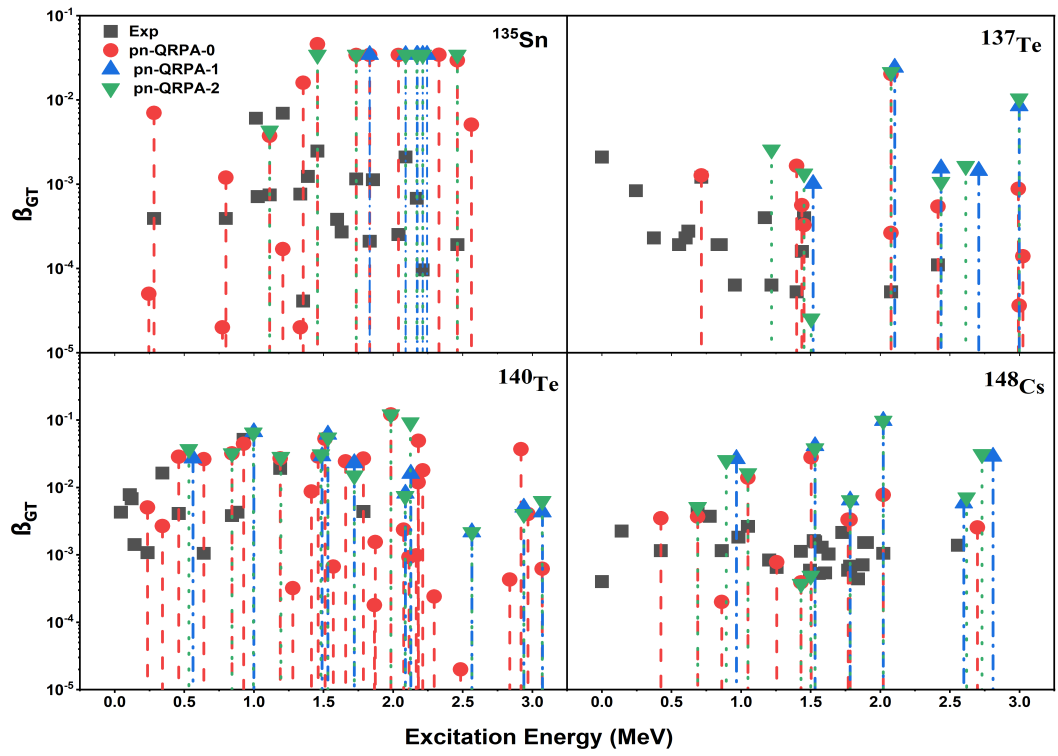 10⁻¹
10⁻²
10⁻³
10⁻⁴
10⁻⁵
βGT
Exp
pn-QRPA-0
pn-QRPA-1
pn-QRPA-2
¹³⁵Sn
¹³⁷Te
10⁻¹
10⁻²
10⁻³
10⁻⁴
10⁻⁵
βGT
¹⁴⁰Te
¹⁴⁸Cs
0.0 0.5 1.0 1.5 2.0 2.5 3.0 0.0 0.5 1.0 1.5 2.0 2.5 3.0
Excitation Energy (MeV)